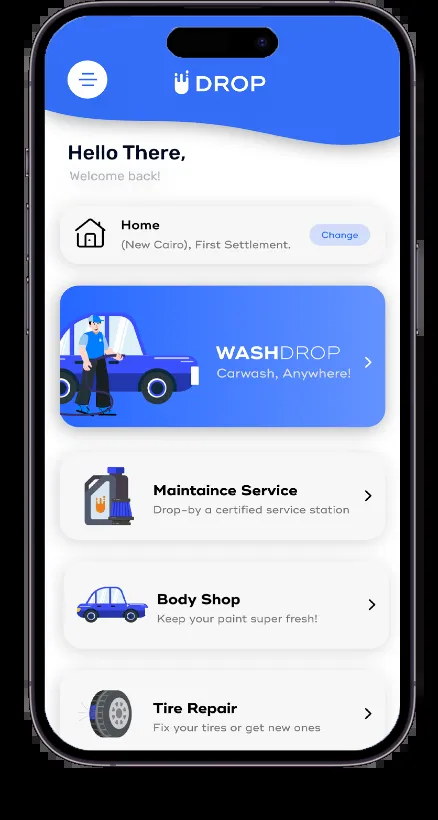 DROP
Hello There,
Welcome back!
Home
(New Cairo), First Settlement.
Change
WASHDROP
Carwash, Anywhere!
Maintaince Service
Drop-by a certified service station
Body Shop
Keep your paint super fresh!
Tire Repair
Fix your tires or get new ones